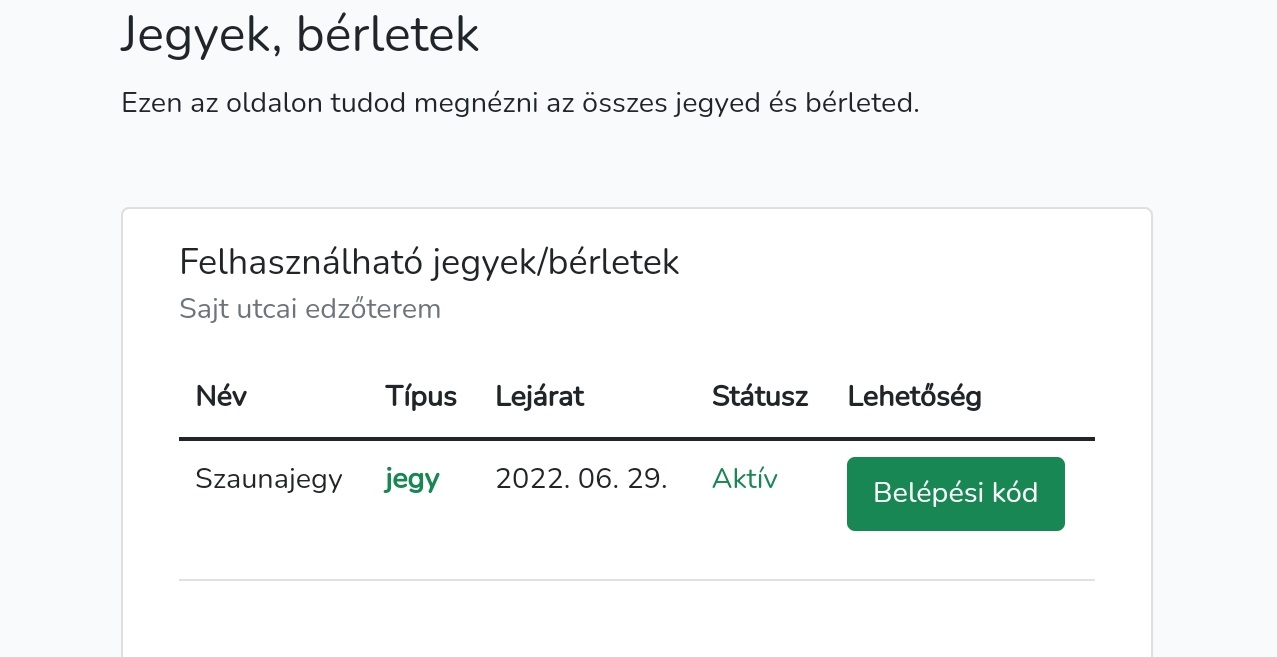 Jegyek, bérletek
Ezen az oldalon tudod megnézni az összes jegyed és bérleted.
Felhasználható jegyek/bérletek
Sajt utcai edzőterem
Név Típus Lejárat Státusz Lehetőség
Szaunajegy jegy 2022. 06. 29. Aktív Belépési kód